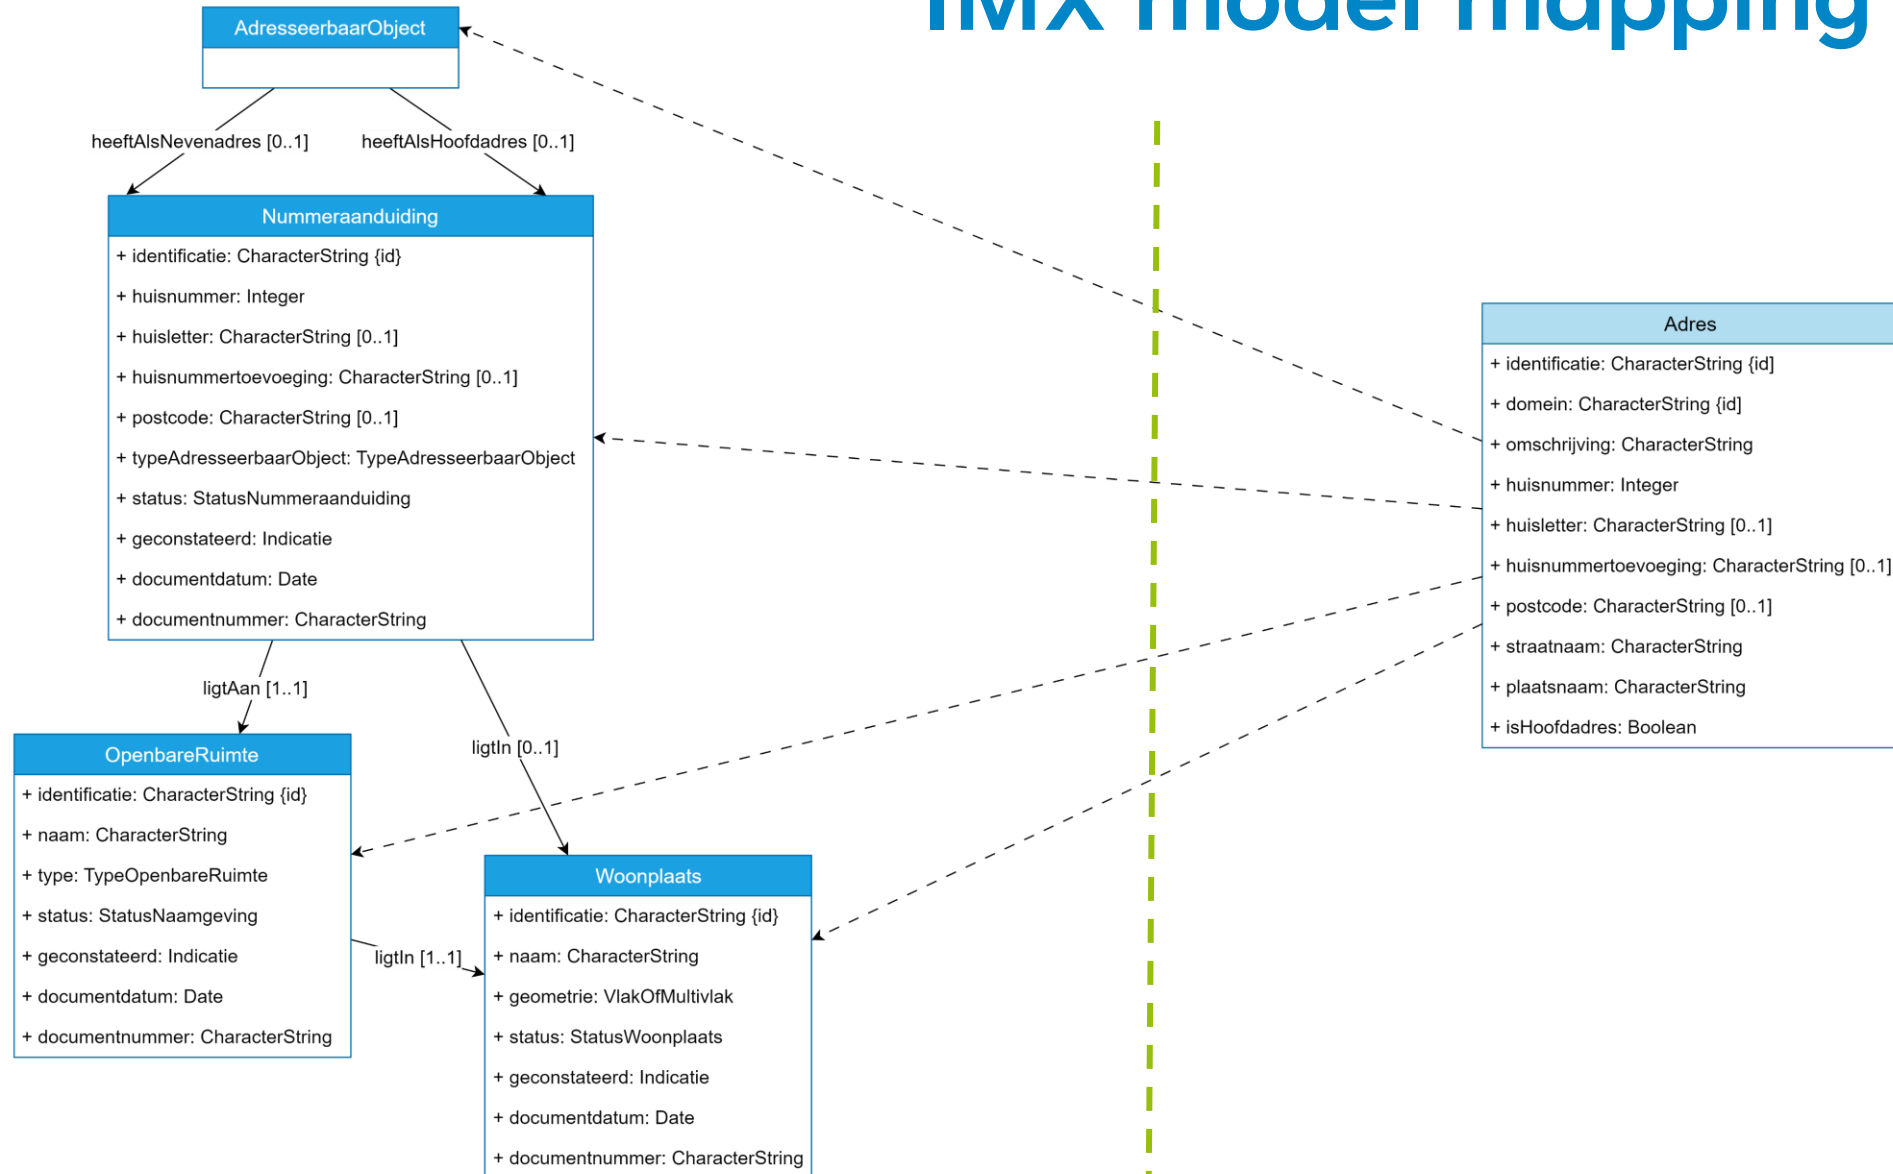 IMX model mapping
AdresseerbaarObject
heeftAlsNevenadres [0..1]
heeftAlsHoofdadres [0..1]
Nummeraanduiding
+ identificatie: CharacterString {id}
+ huisnummer: Integer
+ huisletter: CharacterString [0..1]
+ huisnummertoevoeging: CharacterString [0..1]
+ postcode: CharacterString [0..1]
+ typeAdresseerbaarObject: TypeAdresseerbaarObject
+ status: StatusNummeraanduiding
+ geconstateerd: Indicatie
+ documentdatum: Date
+ documentnummer: CharacterString
ligtAan [1..1]
ligtIn [0..1]
OpenbareRuimte
+ identificatie: CharacterString {id}
+ naam: CharacterString
+ type: TypeOpenbareRuimte
+ status: StatusNaamgeving
+ geconstateerd: Indicatie
+ documentdatum: Date
+ documentnummer: CharacterString
ligtIn [1..1]
Woonplaats
+ identificatie: CharacterString {id}
+ naam: CharacterString
+ geometrie: VlakOfMultivlak
+ status: StatusWoonplaats
+ geconstateerd: Indicatie
+ documentdatum: Date
+ documentnummer: CharacterString
Adres
+ identificatie: CharacterString {id]
+ domein: CharacterString {id]
+ omschrijving: CharacterString
+ huisnummer: Integer
+ huisletter: CharacterString [0..1]
+ huisnummertoevoeging: CharacterString [0..1]
+ postcode: CharacterString [0..1]
+ straatnaam: CharacterString
+ plaatsnaam: CharacterString
+ isHoofdadres: Boolean